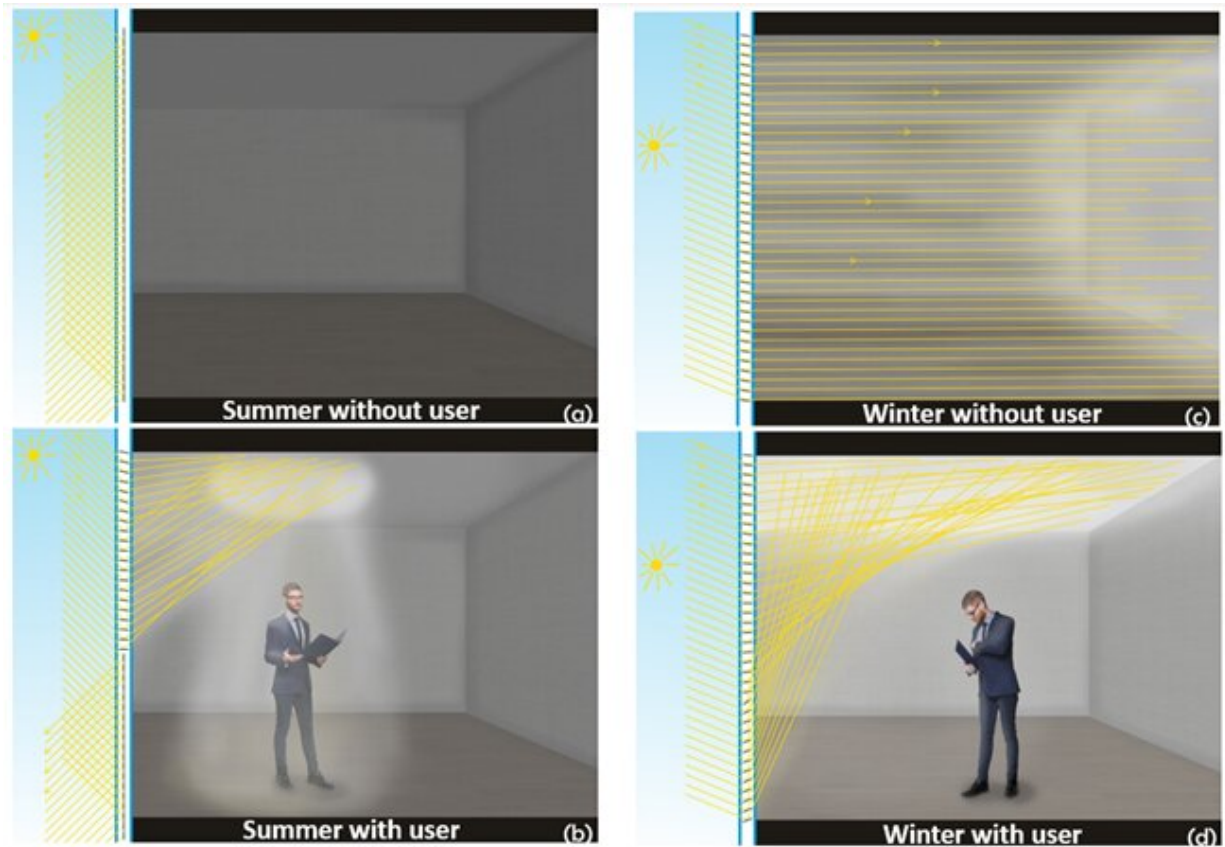 Summer without user (a)
Winter without user (c)
Summer with user (b)
Winter with user (d)